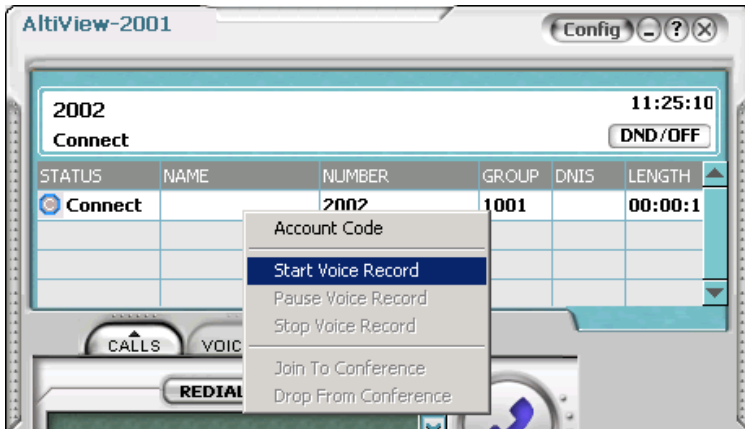 AltiView-2001
Config ?
2002 11:25:10
Connect DND/OFF
STATUS NAME NUMBER GROUP DNIS LENGTH
Connect 2002 1001 00:00:1
Account Code
Start Voice Record
Pause Voice Record
Stop Voice Record
Join To Conference
Drop From Conference
CALLS VOIC
REDIAL